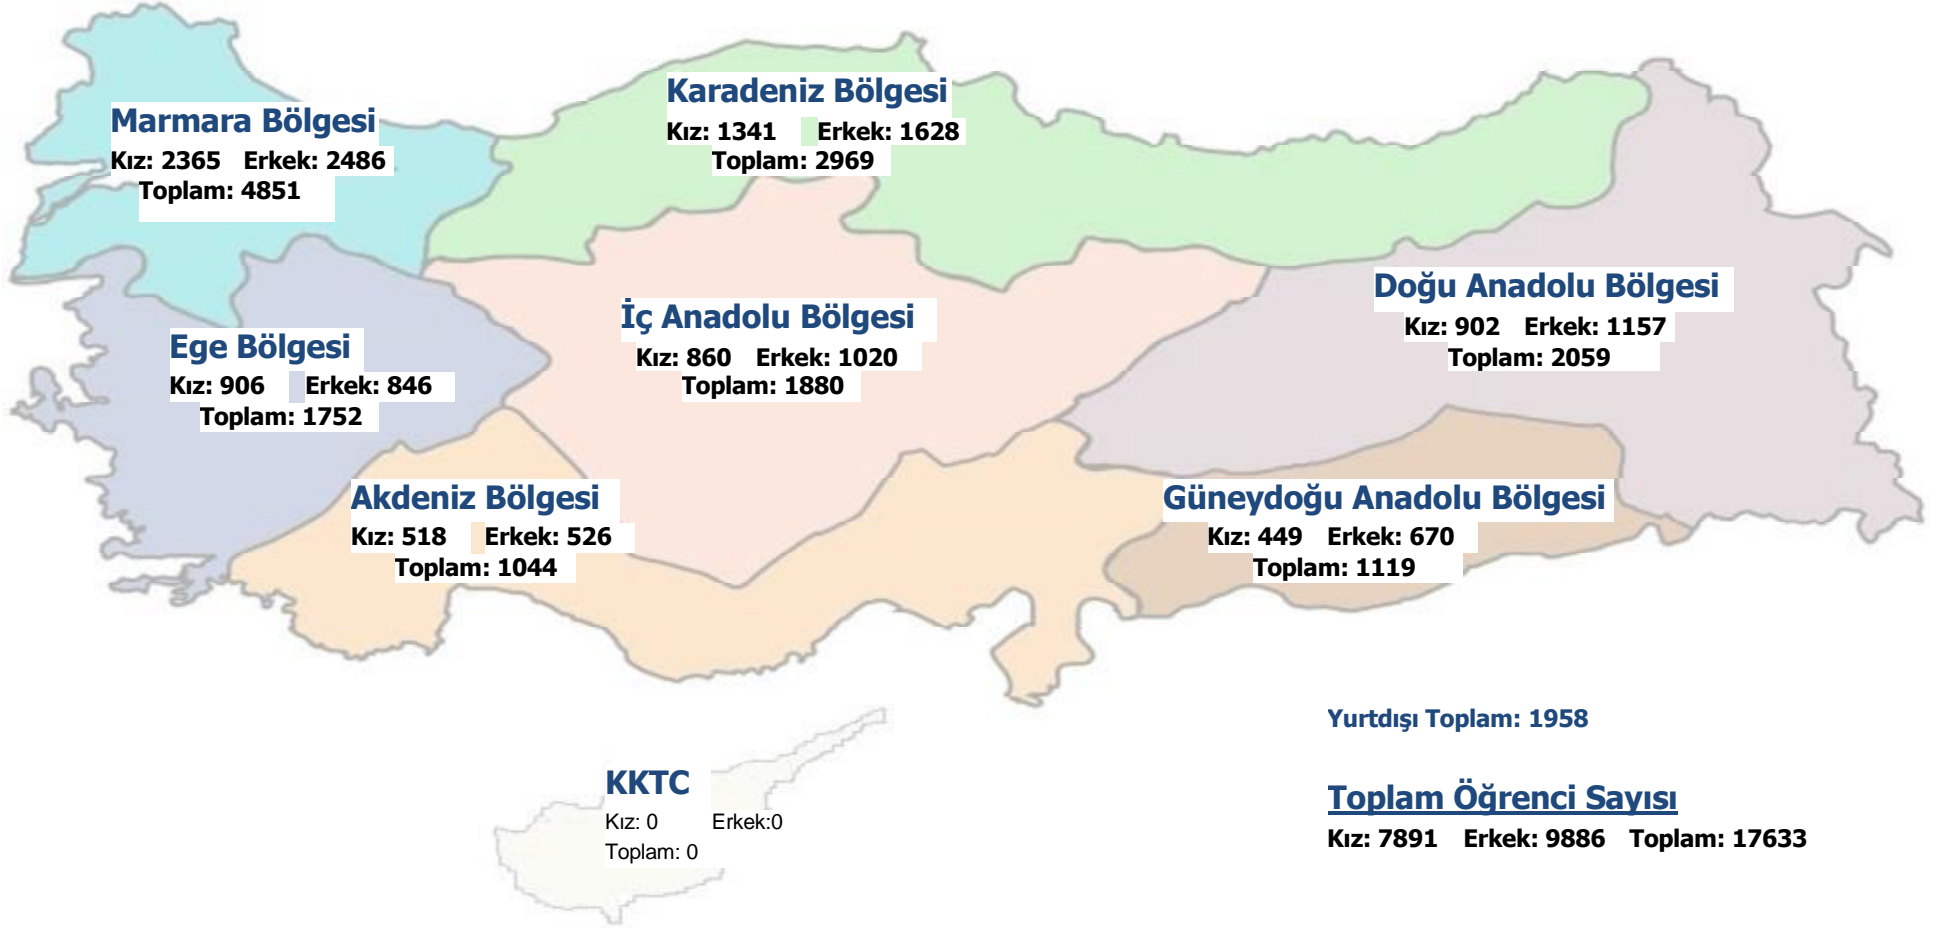 Marmara Bölgesi
Kız: 2365 Erkek: 2486
Toplam: 4851
Karadeniz Bölgesi
Kız: 1341 Erkek: 1628
Toplam: 2969
Doğu Anadolu Bölgesi
Kız: 902 Erkek: 1157
Toplam: 2059
İç Anadolu Bölgesi
Kız: 860 Erkek: 1020
Toplam: 1880
Ege Bölgesi
Kız: 906 Erkek: 846
Toplam: 1752
Akdeniz Bölgesi
Kız: 518 Erkek: 526
Toplam: 1044
Güneydoğu Anadolu Bölgesi
Kız: 449 Erkek: 670
Toplam: 1119
KKTC
Kız: 0 Erkek:0
Toplam: 0
Yurtdışı Toplam: 1958
Toplam Öğrenci Sayısı
Kız: 7891 Erkek: 9886 Toplam: 17633